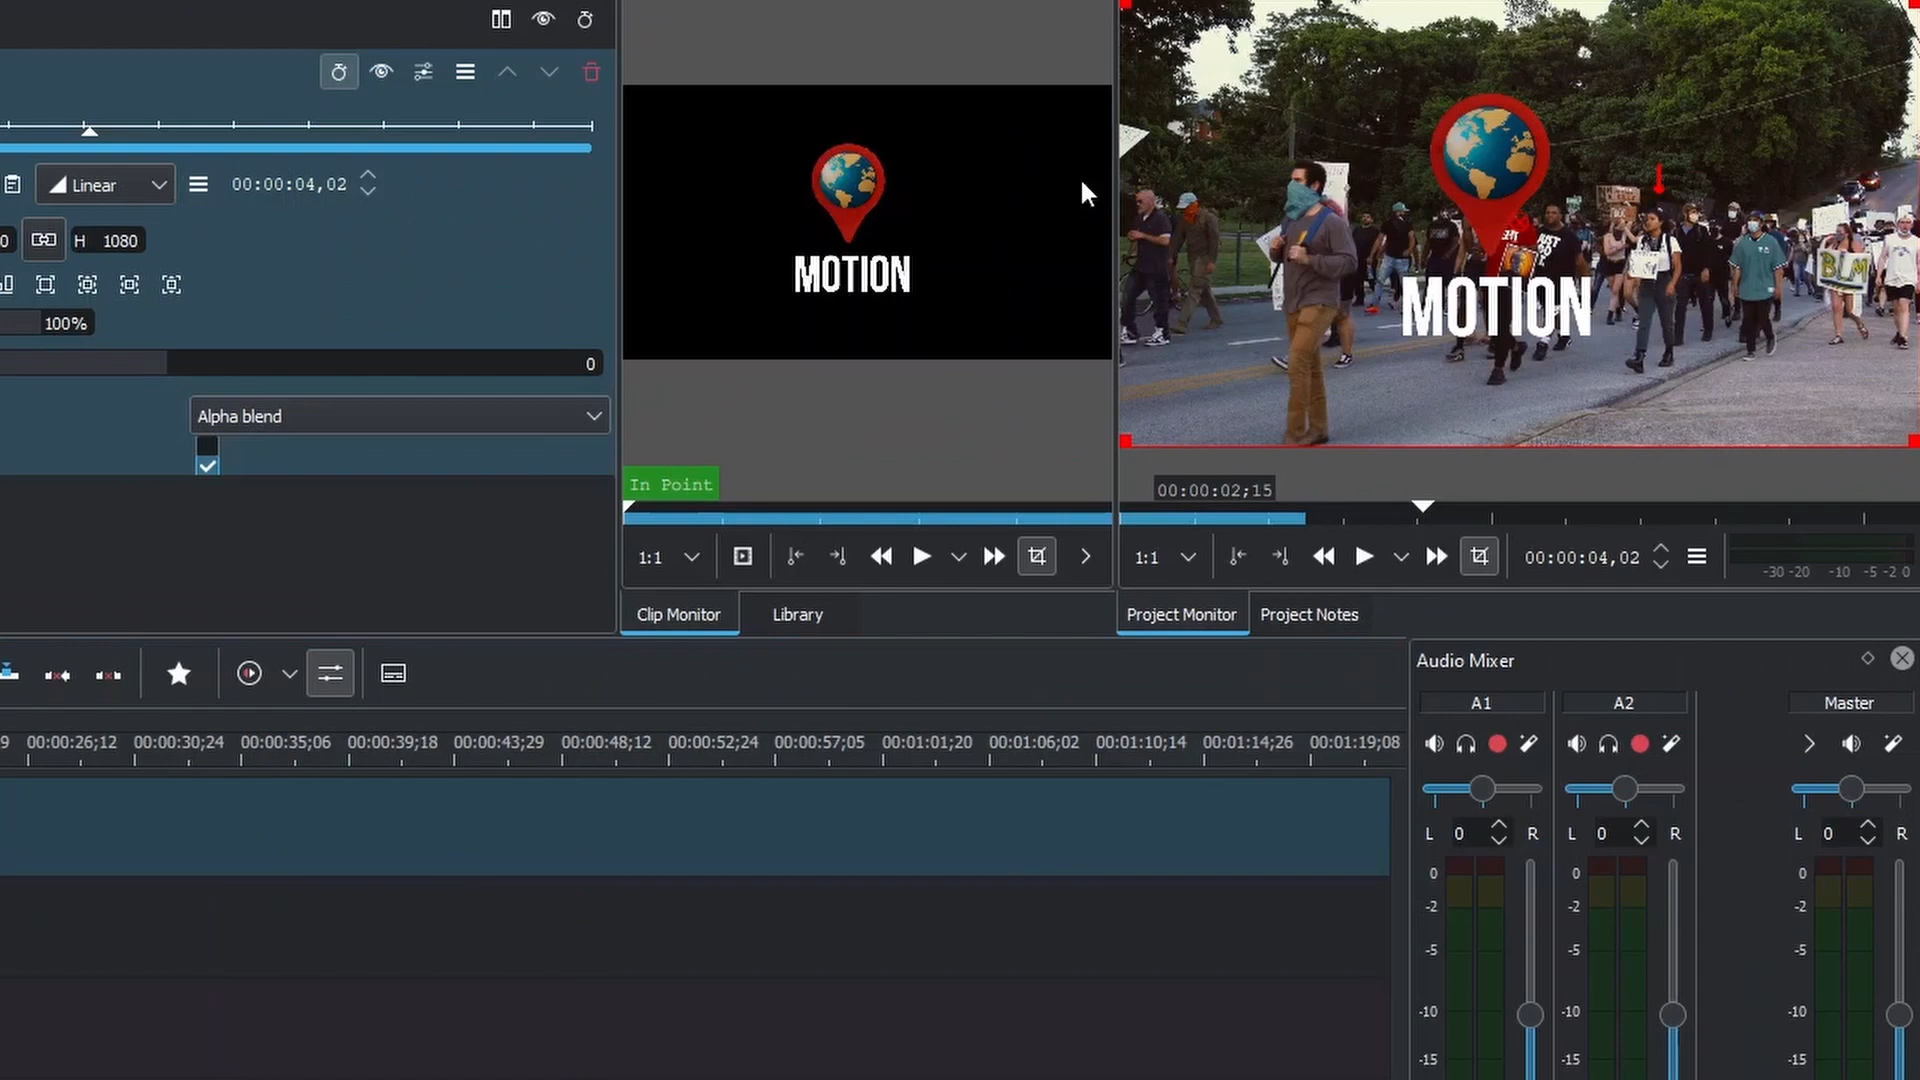 Linear
00:00:04,02
0
H 1080
100%
0
Alpha blend
MOTION
In Point
1:1
Clip Monitor
Library
BLM
MOTION
00:00:02;15
1:1
00:00:04,02
-30 -20 -10 -5 -2 0
Project Monitor
Project Notes
9 00:00:26;12 00:00:30;24 00:00:35;06 00:00:39;18 00:00:43;29 00:00:48;12 00:00:52;24 00:00:57;05 00:01:01;20 00:01:06;02 00:01:10;14 00:01:14;26 00:01:19;08
Audio Mixer
A1 A2 Master
L 0 R L 0 R L 0 R
0 0 0
-2 -2 -2
-5 -5 -5
-10 -10 -10
-15 -15 -15